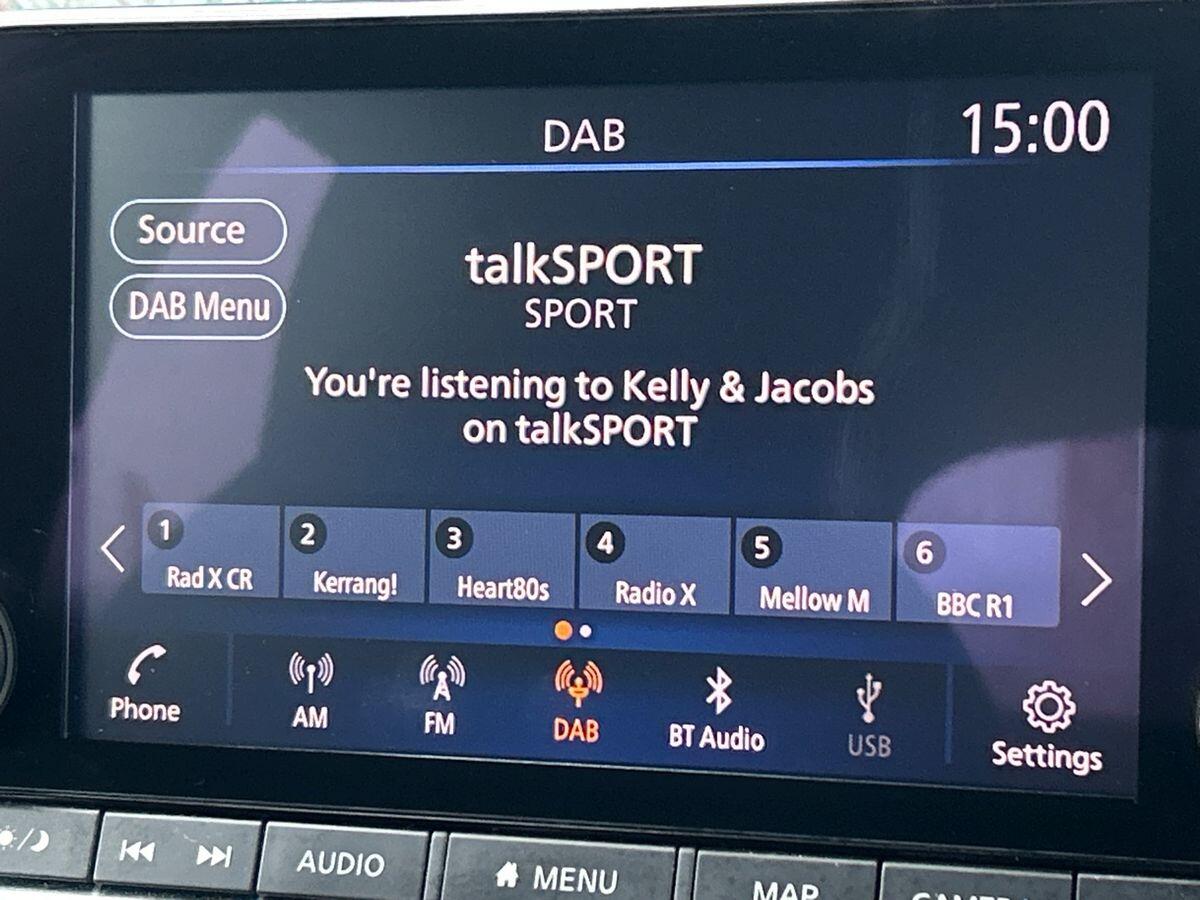 DAB
15:00
Source
DAB Menu
talkSPORT
SPORT
You're listening to Kelly & Jacobs
on talkSPORT
1
Rad X CR
2
Kerrang!
3
Heart80s
4
Radio X
5
Mellow M
6
BBC R1
Phone
AM
FM
DAB
BT Audio
USB
Settings
AUDIO
MENU
MAP